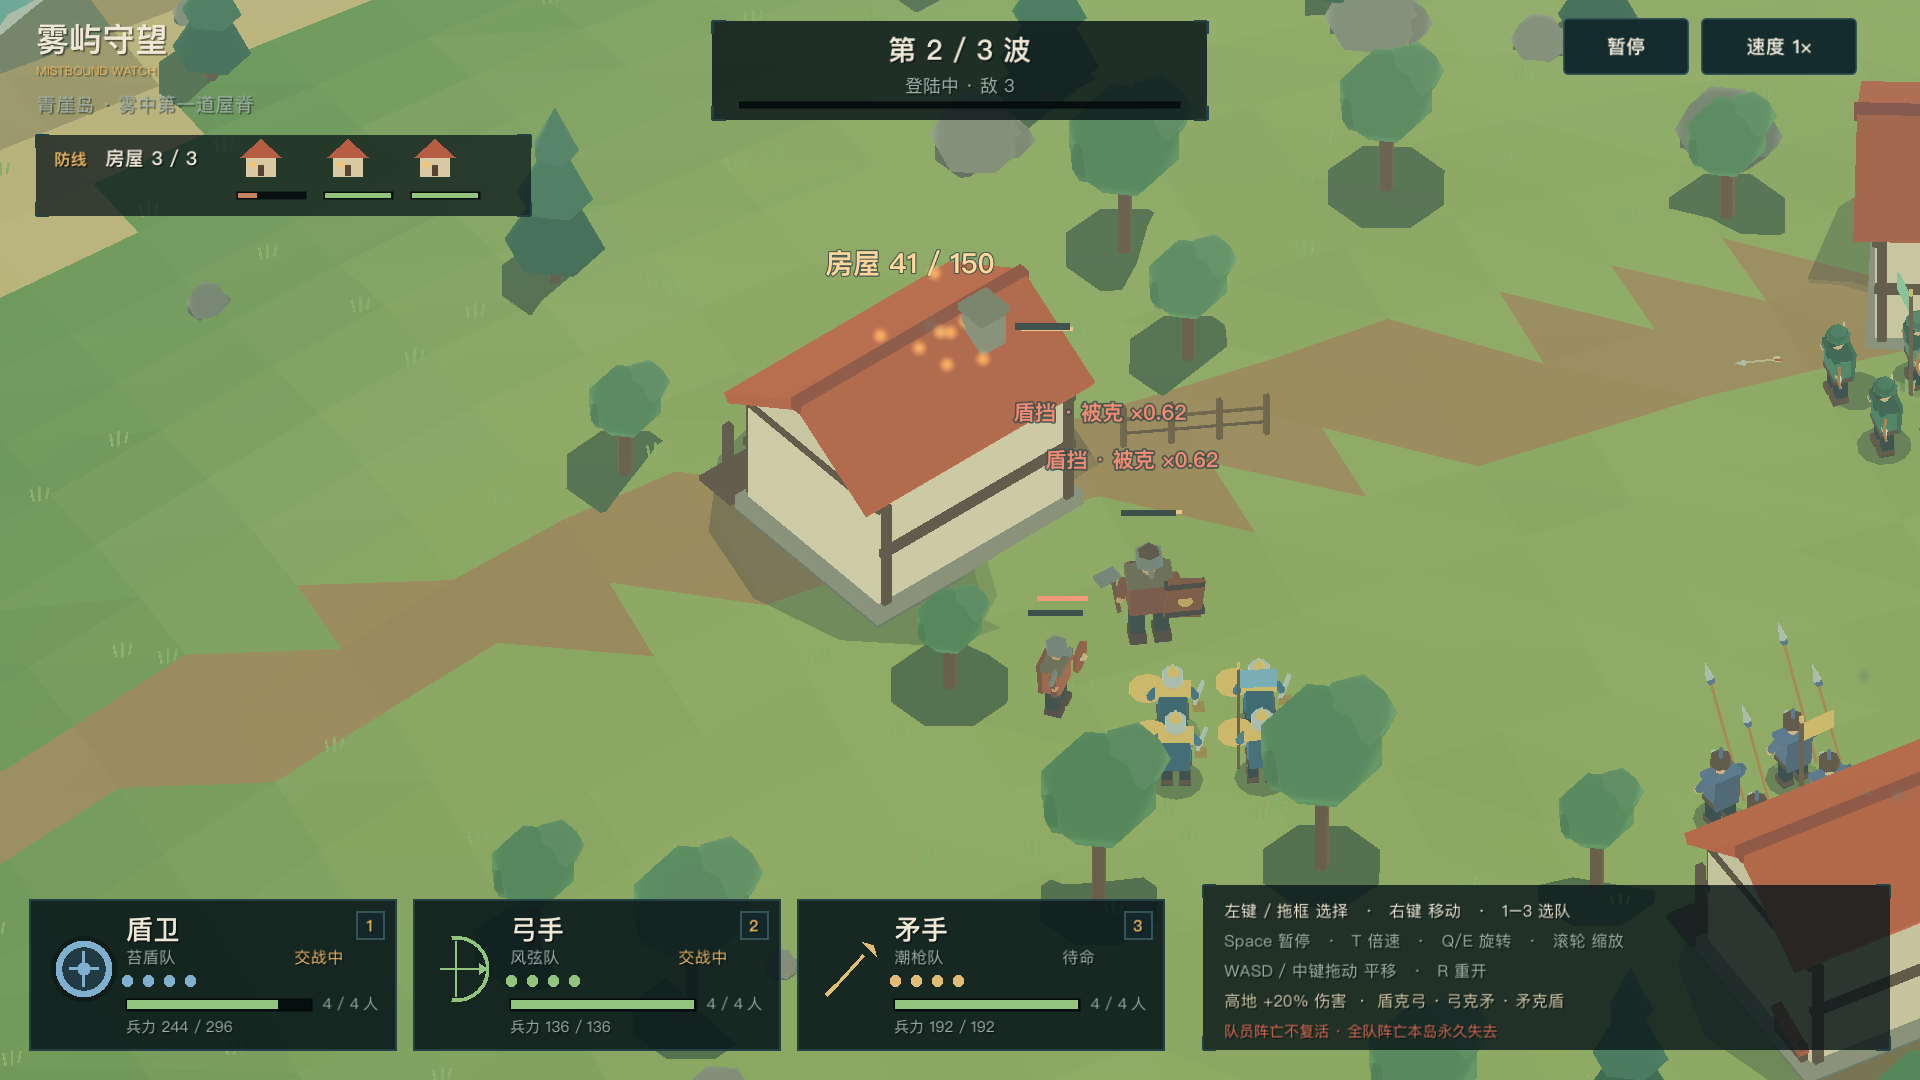 雾屿守望
MISTBOUND WATCH
青崖岛 · 雾中第一道屋脊
防线 房屋 3 / 3
第 2 / 3 波
登陆中 · 敌 3
暂停
速度 1×
房屋 41 / 150
盾挡 · 被克 ×0.62
盾挡 · 被克 ×0.62
盾卫
1
苔盾队
交战中
4 / 4 人
兵力 244 / 296
弓手
2
风弦队
交战中
4 / 4 人
兵力 136 / 136
矛手
3
潮枪队
待命
4 / 4 人
兵力 192 / 192
左键 / 拖框 选择 · 右键 移动 · 1–3 选队
Space 暂停 · T 倍速 · Q/E 旋转 · 滚轮 缩放
WASD / 中键拖动 平移 · R 重开
高地 +20% 伤害 · 盾克弓 · 弓克矛 · 矛克盾
队员阵亡不复活 · 全队阵亡本岛永久失去